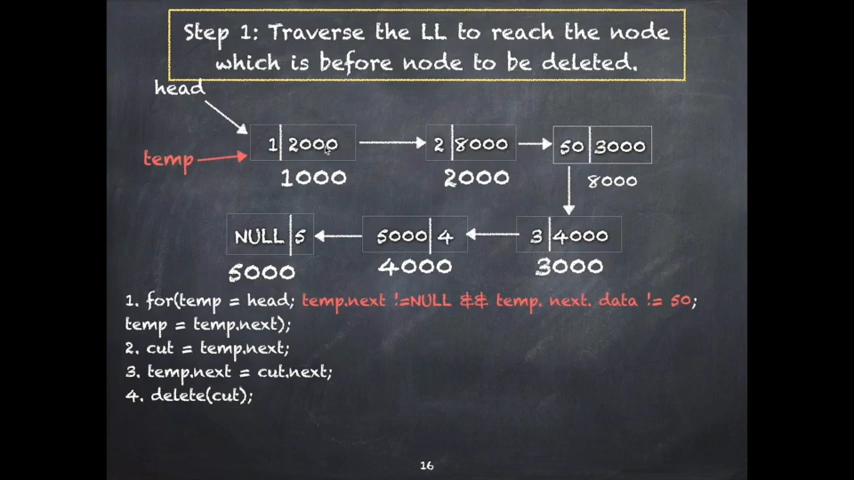 Step 1: Traverse the LL to reach the node
which is before node to be deleted.
head
temp
1 2000
2 8000
50 3000
1000
2000
8000
NULL 5
5000 4
3 4000
5000
4000
3000
1. for(temp = head; temp.next !=NULL && temp. next. data != 50;
temp = temp.next);
2. cut = temp.next;
3. temp.next = cut.next;
4. delete(cut);
16